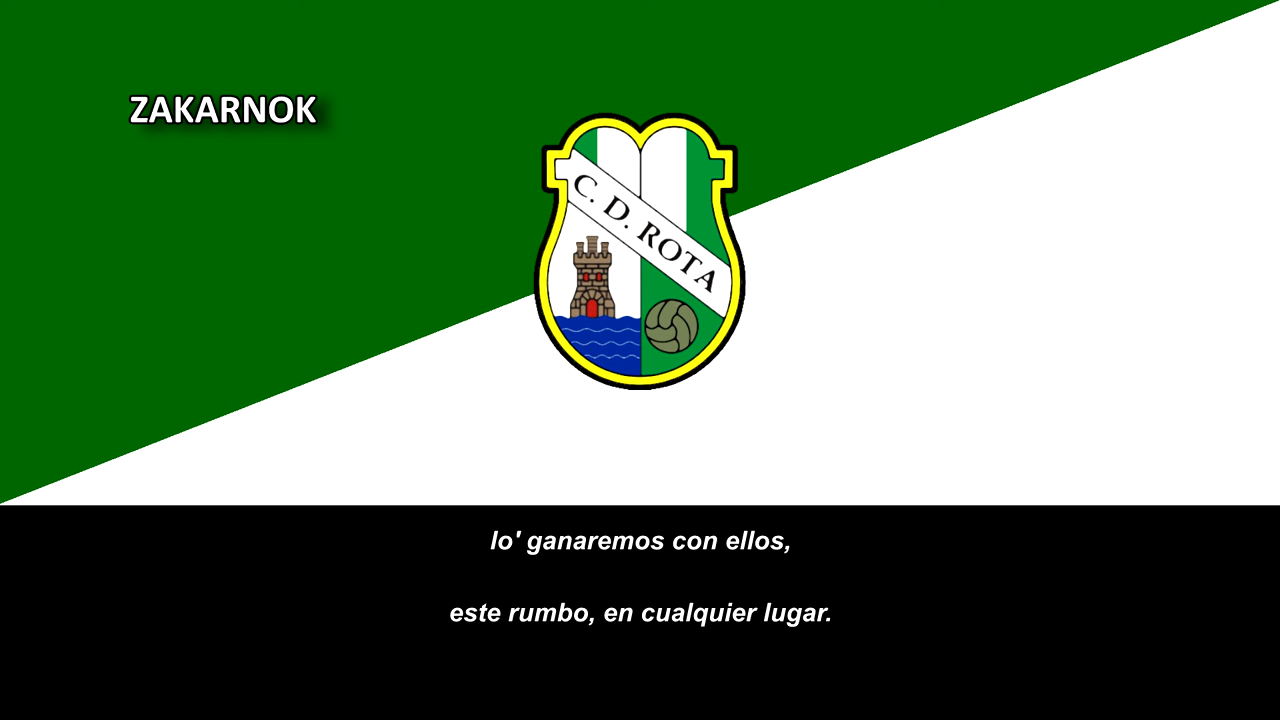 ZAKARNOK
C. D. ROTA
lo' ganaremos con ellos,
este rumbo, en cualquier lugar.